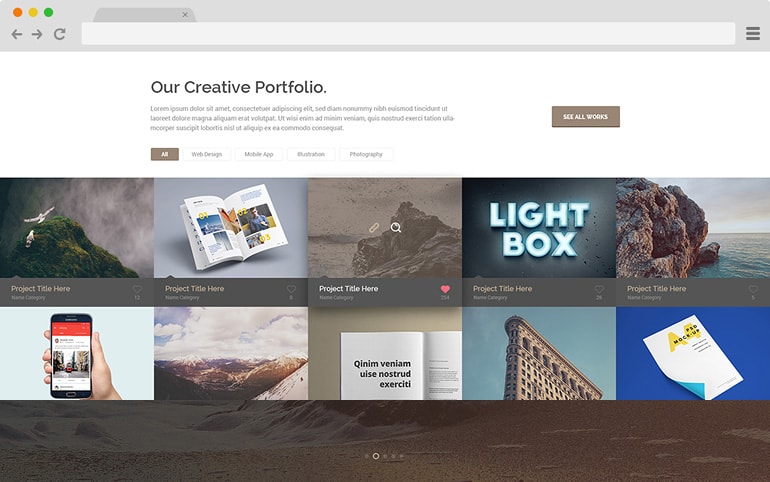 Our Creative Portfolio.
Lorem ipsum dolor sit amet, consectetuer adipiscing elit, sed diam nonummy nibh euismod tincidunt ut
laoreet dolore magna aliquam erat volutpat. Ut wisi enim ad minim veniam, quis nostrud exerci tation ulla-
mcorper suscipit lobortis nisl ut aliquip ex ea commodo consequat.
SEE ALL WORKS
All Web Design Mobile App Illustration Photography
LIGHT
BOX
Project Title Here
Name Category 13
Project Title Here
Name Category 8
Project Title Here
Name Category 254
Project Title Here
Name Category 26
Project Title Here
Name Category 5
Qinim veniam
uise nostrud
exerciti
A4 PSD
MOCK-UP